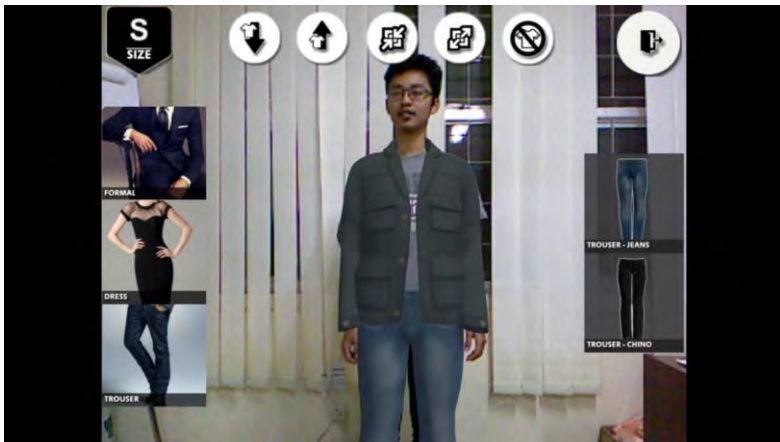 S
SIZE
FORMAL
DRESS
TROUSER
TROUSER - JEANS
TROUSER - CHINO